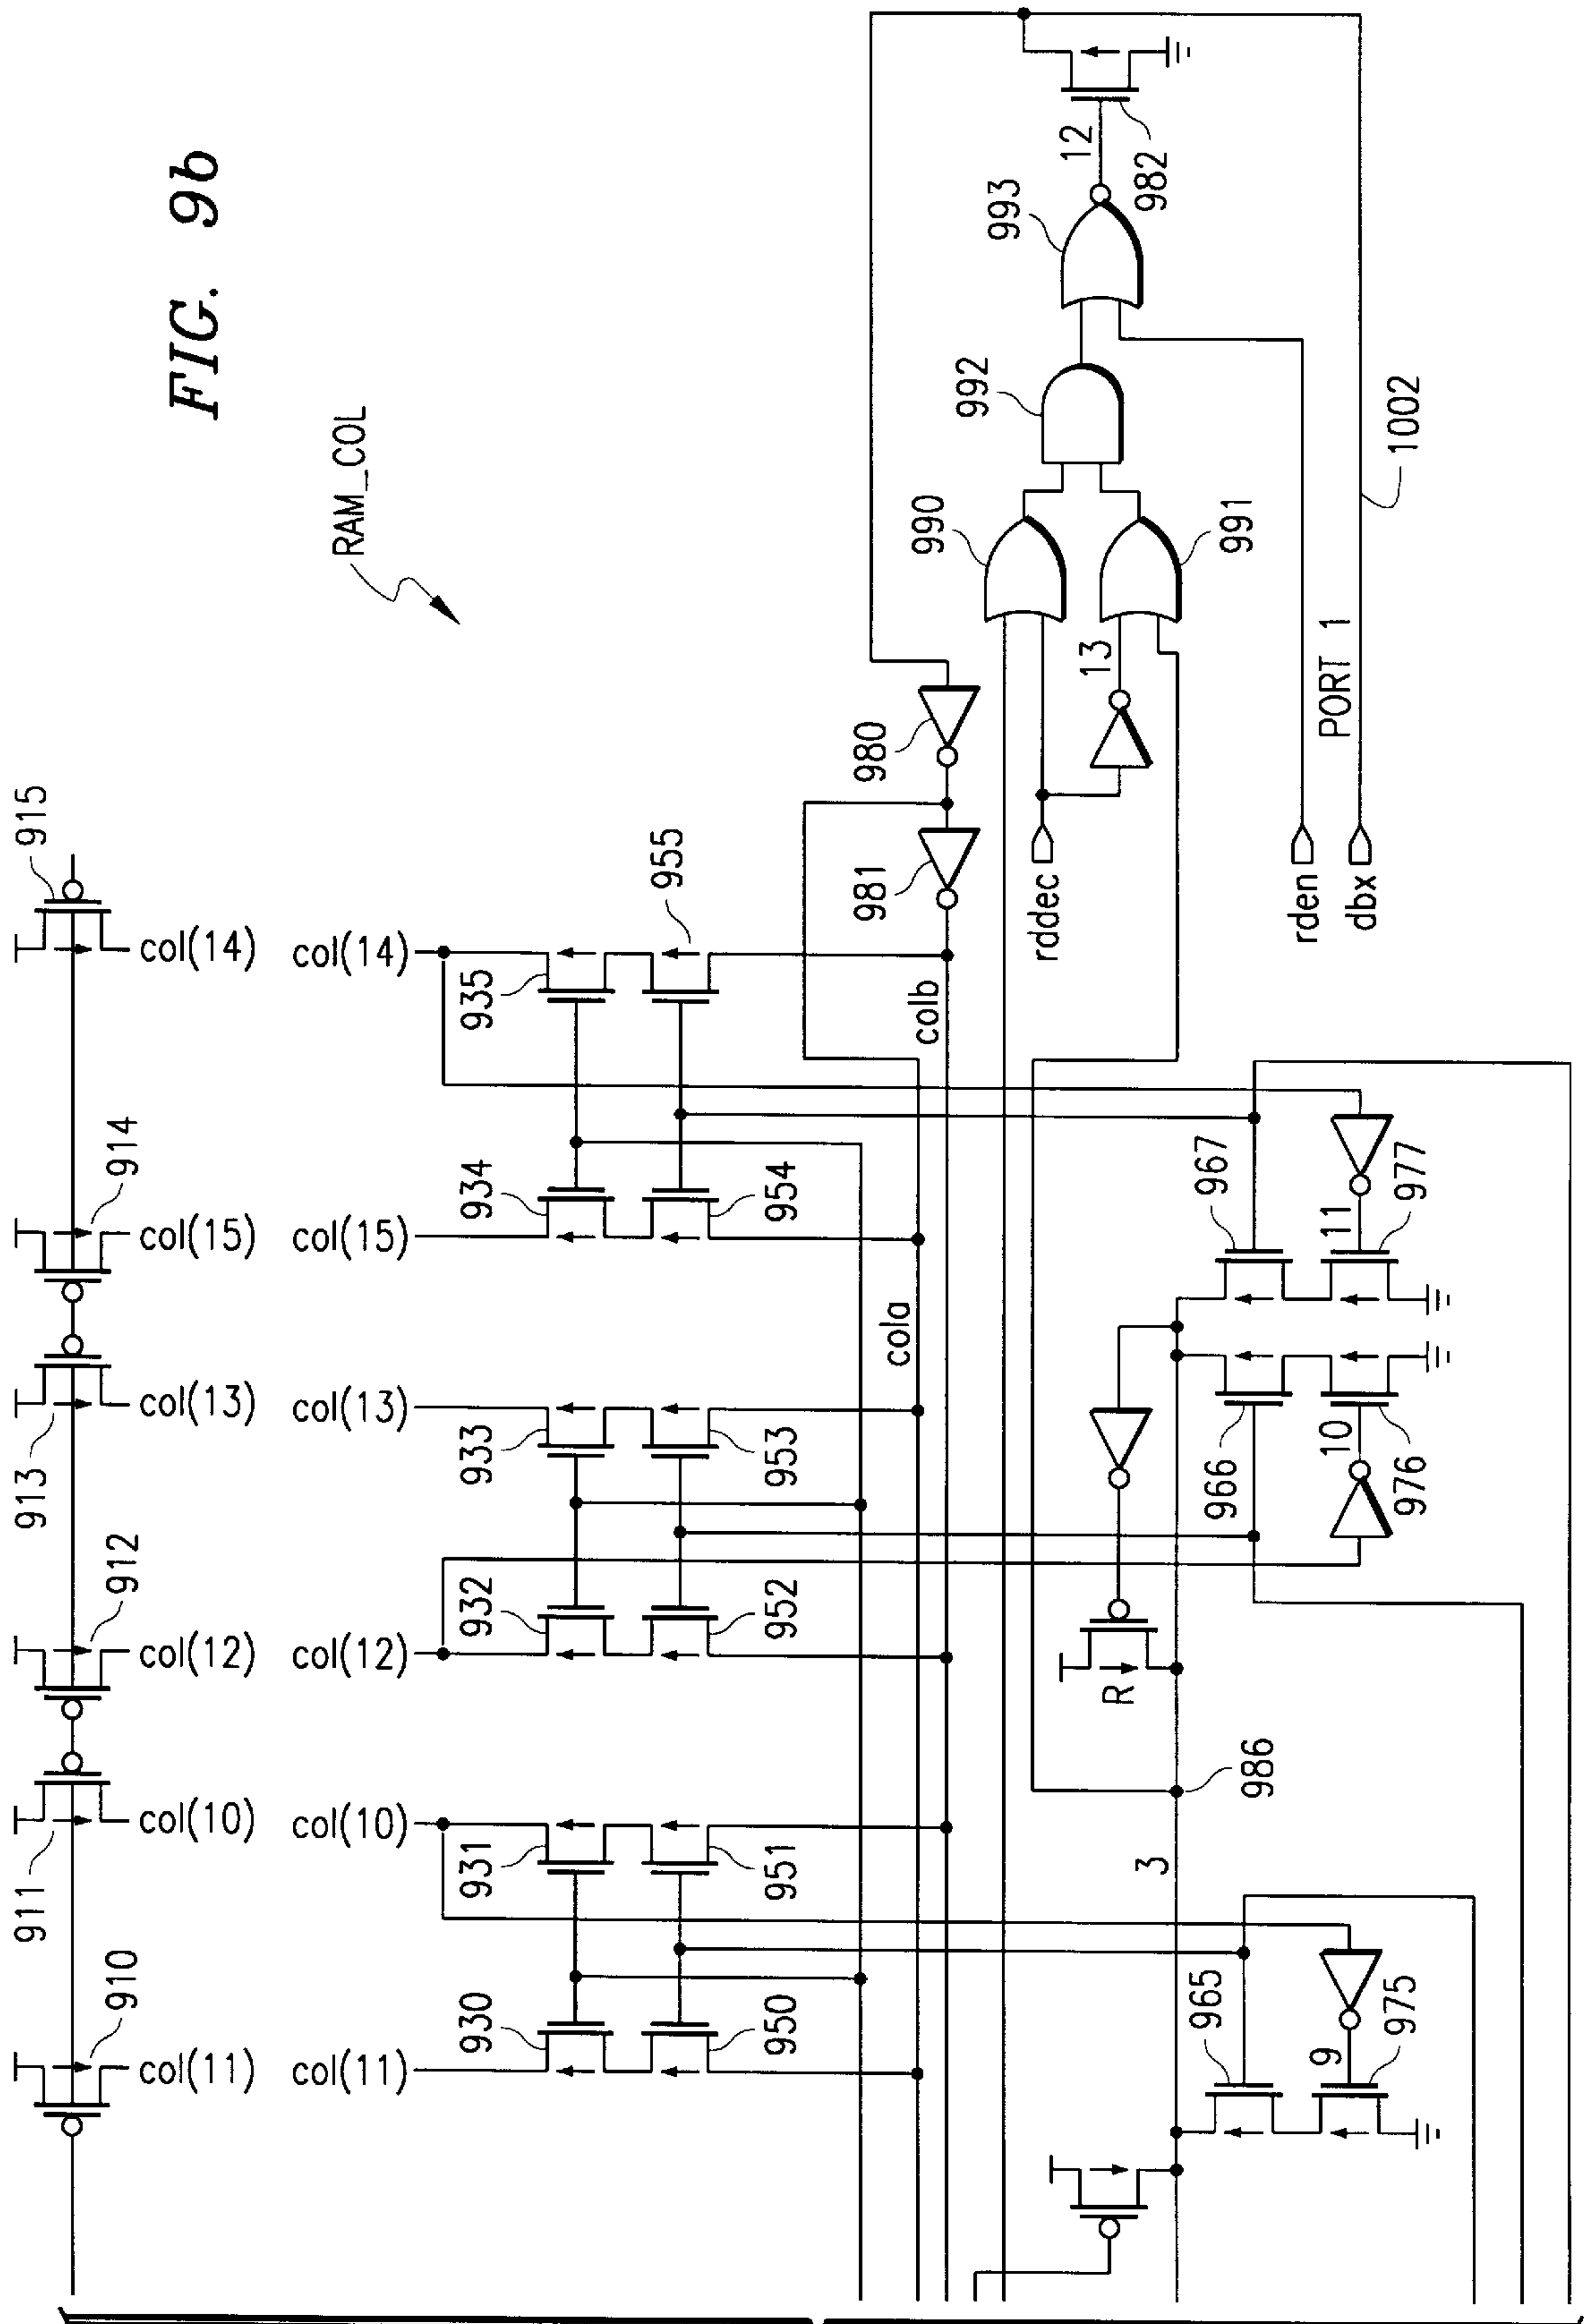 FIG. 9b
RAM_COL
910
911
912
913
914
915
col(11)
col(10)
col(12)
col(13)
col(15)
col(14)
col(11)
col(10)
col(12)
col(13)
col(15)
col(14)
930
931
932
933
934
935
950
951
952
953
954
955
cola
colb
981
980
990
991
992
993
12
982
13
rddec
rden
dbx
PORT 1
1002
3
986
R
965
9
975
966
10
976
967
11
977